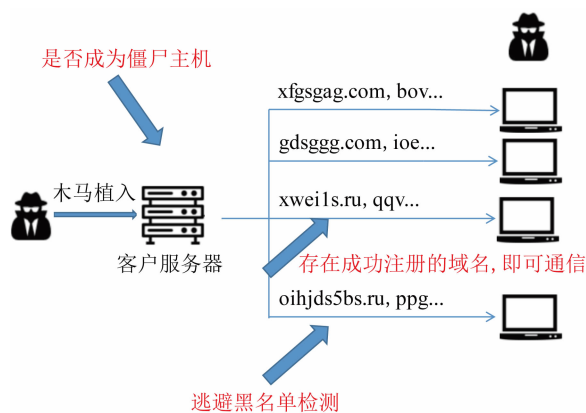 是否成为僵尸主机
xfgsgag.com, bov...
gdsggg.com, ioe...
木马植入
xwei1s.ru, qqv...
客户服务器
存在成功注册的域名, 即可通信
oihjds5bs.ru, ppg...
逃避黑名单检测